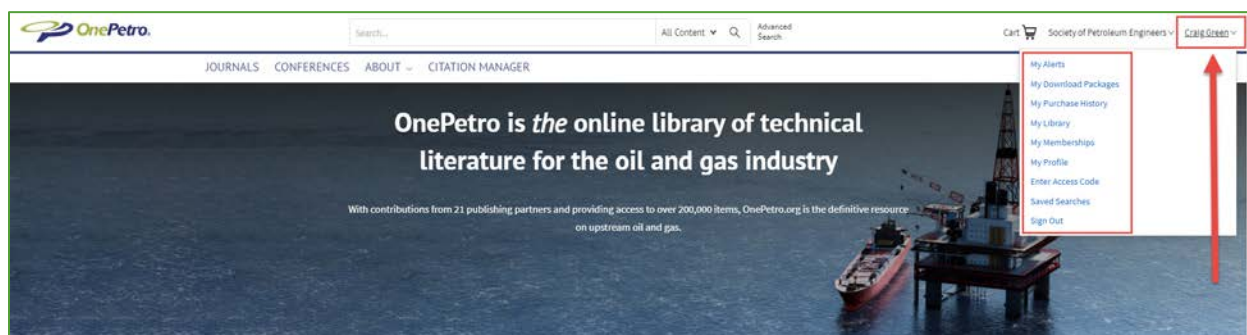 OnePetro.
Search...
All Content
Advanced
Search
Cart
Society of Petroleum Engineers
Craig Green
JOURNALS CONFERENCES ABOUT CITATION MANAGER
My Alerts
My Download Packages
My Purchase History
My Library
My Memberships
My Profile
Enter Access Code
Saved Searches
Sign Out
OnePetro is the online library of technical
literature for the oil and gas industry
With contributions from 21 publishing partners and providing access to over 200,000 items, OnePetro.org is the definitive resource
on upstream oil and gas.